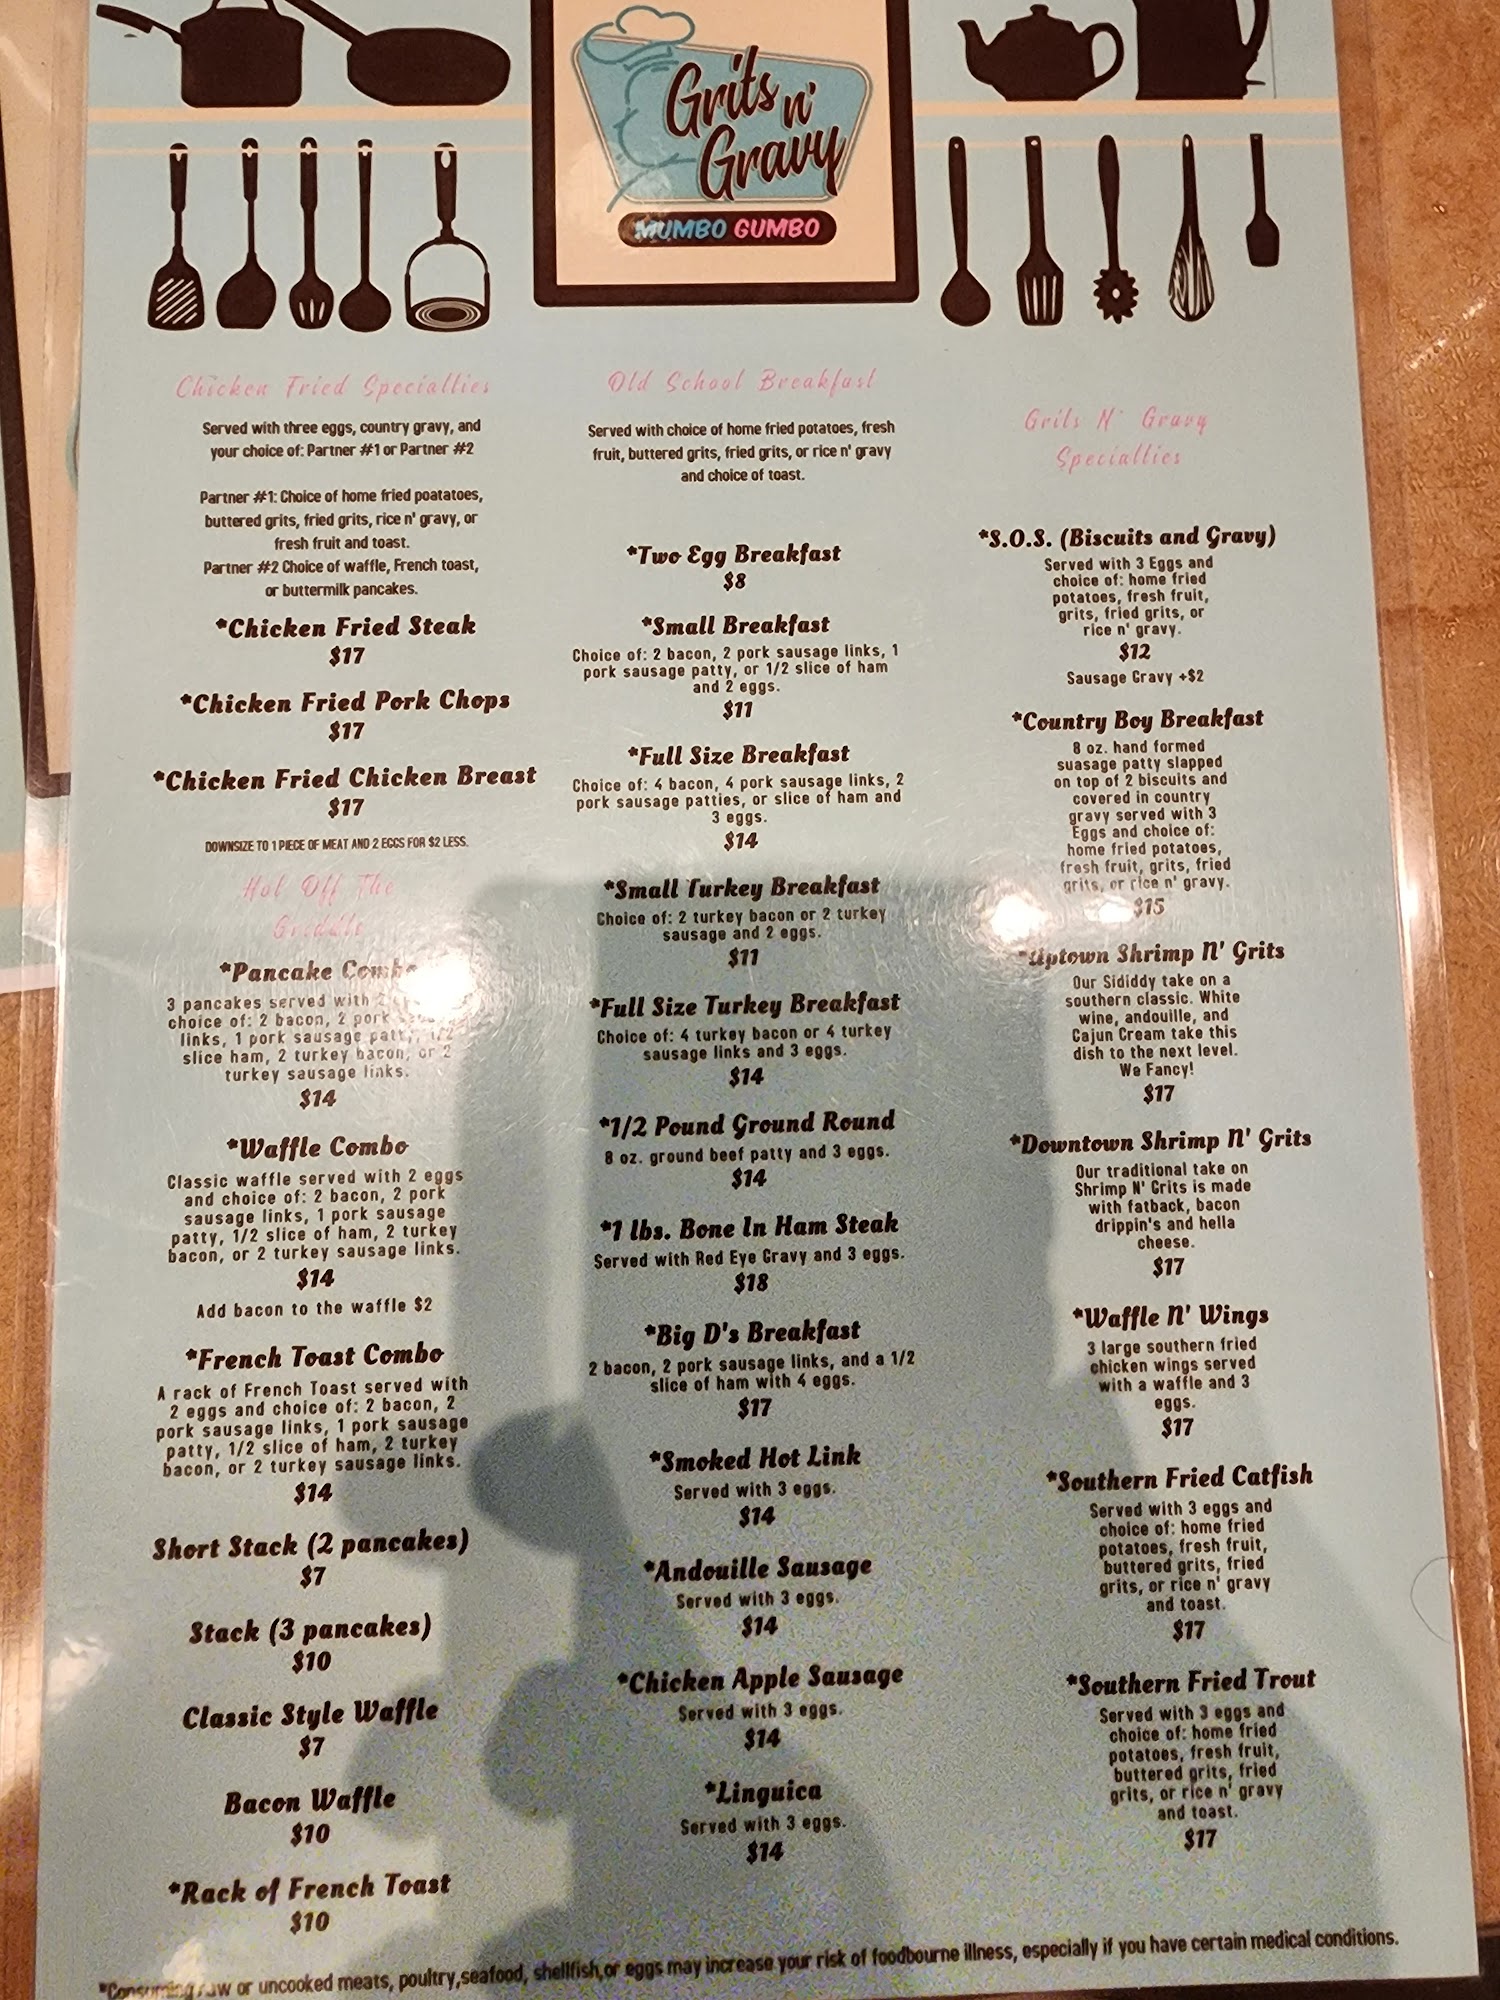 Grits n'
Gravy
MUMBO GUMBO
Chicken Fried Specialties
Served with three eggs, country gravy, and
your choice of: Partner #1 or Partner #2
Partner #1: Choice of home fried poatatoes,
buttered grits, fried grits, rice n' gravy, or
fresh fruit and toast.
Partner #2 Choice of waffle, French toast,
or buttermilk pancakes.
*Chicken Fried Steak
$17
*Chicken Fried Pork Chops
$17
*Chicken Fried Chicken Breast
$17
DOWNSIZE TO 1 PIECE OF MEAT AND 2 EGGS FOR $2 LESS.
Hot Off The
Griddle
*Pancake Combo
3 pancakes served with 2
choice of: 2 bacon, 2 pork
links, 1 pork sausage patty, 1/2
slice ham, 2 turkey bacon, or 2
turkey sausage links.
$14
*Waffle Combo
Classic waffle served with 2 eggs
and choice of: 2 bacon, 2 pork
sausage links, 1 pork sausage
patty, 1/2 slice of ham, 2 turkey
bacon, or 2 turkey sausage links.
$14
Add bacon to the waffle $2
*French Toast Combo
A rack of French Toast served with
2 eggs and choice of: 2 bacon, 2
pork sausage links, 1 pork sausage
patty, 1/2 slice of ham, 2 turkey
bacon, or 2 turkey sausage links.
$14
Short Stack (2 pancakes)
$7
Stack (3 pancakes)
$10
Classic Style Waffle
$7
Bacon Waffle
$10
*Rack of French Toast
$10
Old School Breakfast
Served with choice of home fried potatoes, fresh
fruit, buttered grits, fried grits, or rice n' gravy
and choice of toast.
*Two Egg Breakfast
$8
*Small Breakfast
Choice of: 2 bacon, 2 pork sausage links, 1
pork sausage patty, or 1/2 slice of ham
and 2 eggs.
$11
*Full Size Breakfast
Choice of: 4 bacon, 4 pork sausage links, 2
pork sausage patties, or slice of ham and
3 eggs.
$14
*Small Turkey Breakfast
Choice of: 2 turkey bacon or 2 turkey
sausage and 2 eggs.
$11
*Full Size Turkey Breakfast
Choice of: 4 turkey bacon or 4 turkey
sausage links and 3 eggs.
$14
*1/2 Pound Ground Round
8 oz. ground beef patty and 3 eggs.
$14
*1 lbs. Bone In Ham Steak
Served with Red Eye Gravy and 3 eggs.
$18
*Big D's Breakfast
2 bacon, 2 pork sausage links, and a 1/2
slice of ham with 4 eggs.
$17
*Smoked Hot Link
Served with 3 eggs.
$14
*Andouille Sausage
Served with 3 eggs.
$14
*Chicken Apple Sausage
Served with 3 eggs.
$14
*Linguica
Served with 3 eggs.
$14
Grits N' Gravy
Specialties
*S.O.S. (Biscuits and Gravy)
Served with 3 Eggs and
choice of: home fried
potatoes, fresh fruit,
grits, fried grits, or
rice n' gravy.
$12
Sausage Gravy +$2
*Country Boy Breakfast
8 oz. hand formed
suasage patty slapped
on top of 2 biscuits and
covered in country
gravy served with 3
Eggs and choice of:
home fried potatoes,
fresh fruit, grits, fried
grits, or rice n' gravy.
$15
*Uptown Shrimp N' Grits
Our Sididdy take on a
southern classic. White
wine, andouille, and
Cajun Cream take this
dish to the next level.
We Fancy!
$17
*Downtown Shrimp N' Grits
Our traditional take on
Shrimp N' Grits is made
with fatback, bacon
drippin's and hella
cheese.
$17
*Waffle N' Wings
3 large southern fried
chicken wings served
with a waffle and 3
eggs.
$17
*Southern Fried Catfish
Served with 3 eggs and
choice of: home fried
potatoes, fresh fruit,
buttered grits, fried
grits, or rice n' gravy
and toast.
$17
*Southern Fried Trout
Served with 3 eggs and
choice of: home fried
potatoes, fresh fruit,
buttered grits, fried
grits, or rice n' gravy
and toast.
$17
*Consuming raw or uncooked meats, poultry,seafood, shellfish,or eggs may increase your risk of foodbourne illness, especially if you have certain medical conditions.